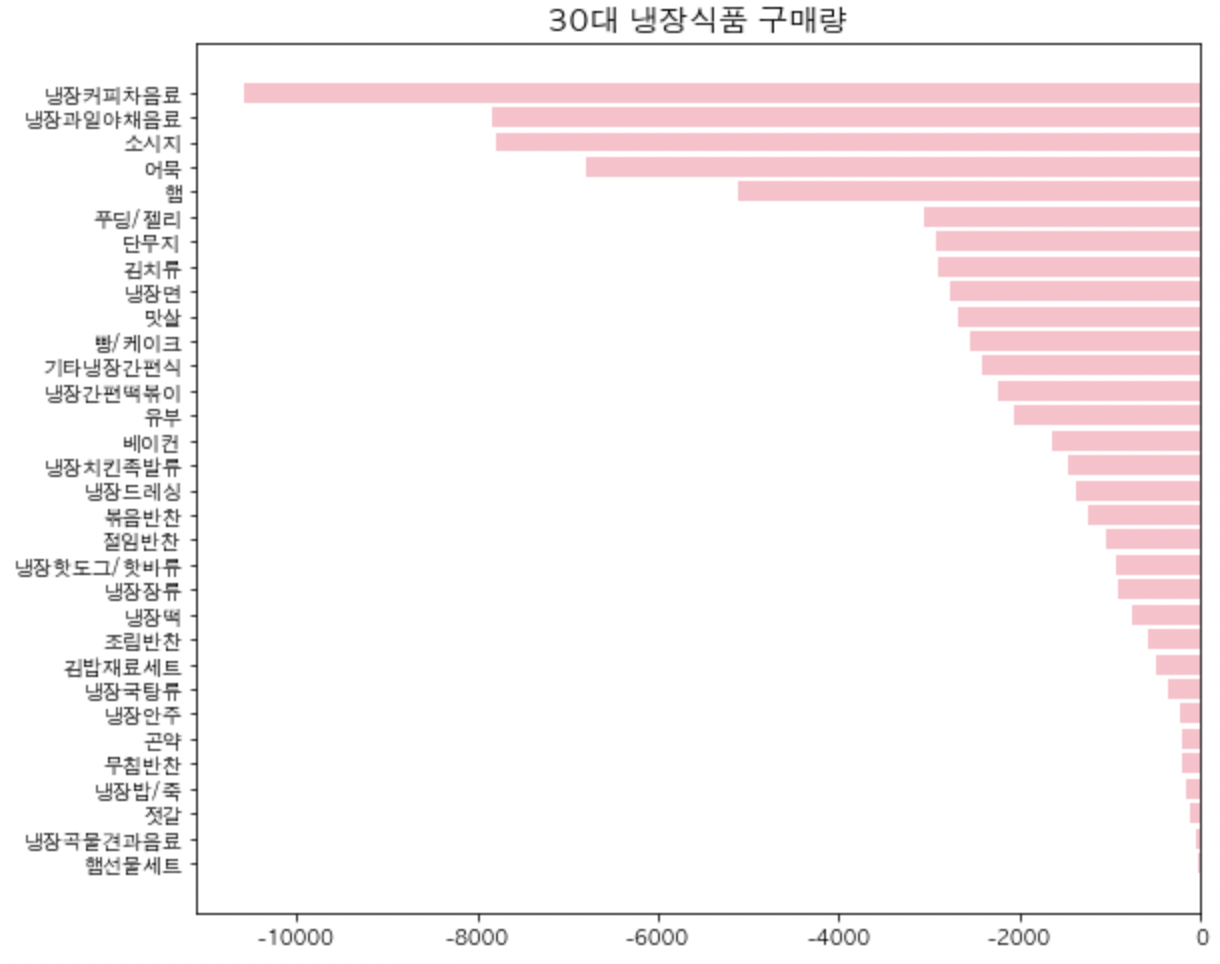 30대 냉장식품 구매량
냉장커피차음료
냉장과일야채음료
소시지
어묵
햄
푸딩/젤리
단무지
김치류
냉장면
맛살
빵/케이크
기타냉장간편식
냉장간편떡볶이
유부
베이컨
냉장치킨족발류
냉장드레싱
볶음반찬
절임반찬
냉장핫도그/핫바류
냉장장류
냉장떡
조림반찬
김밥재료세트
냉장국탕류
냉장안주
곤약
무침반찬
냉장밥/죽
젓갈
냉장곡물견과음료
햄선물세트
-10000 -8000 -6000 -4000 -2000 0